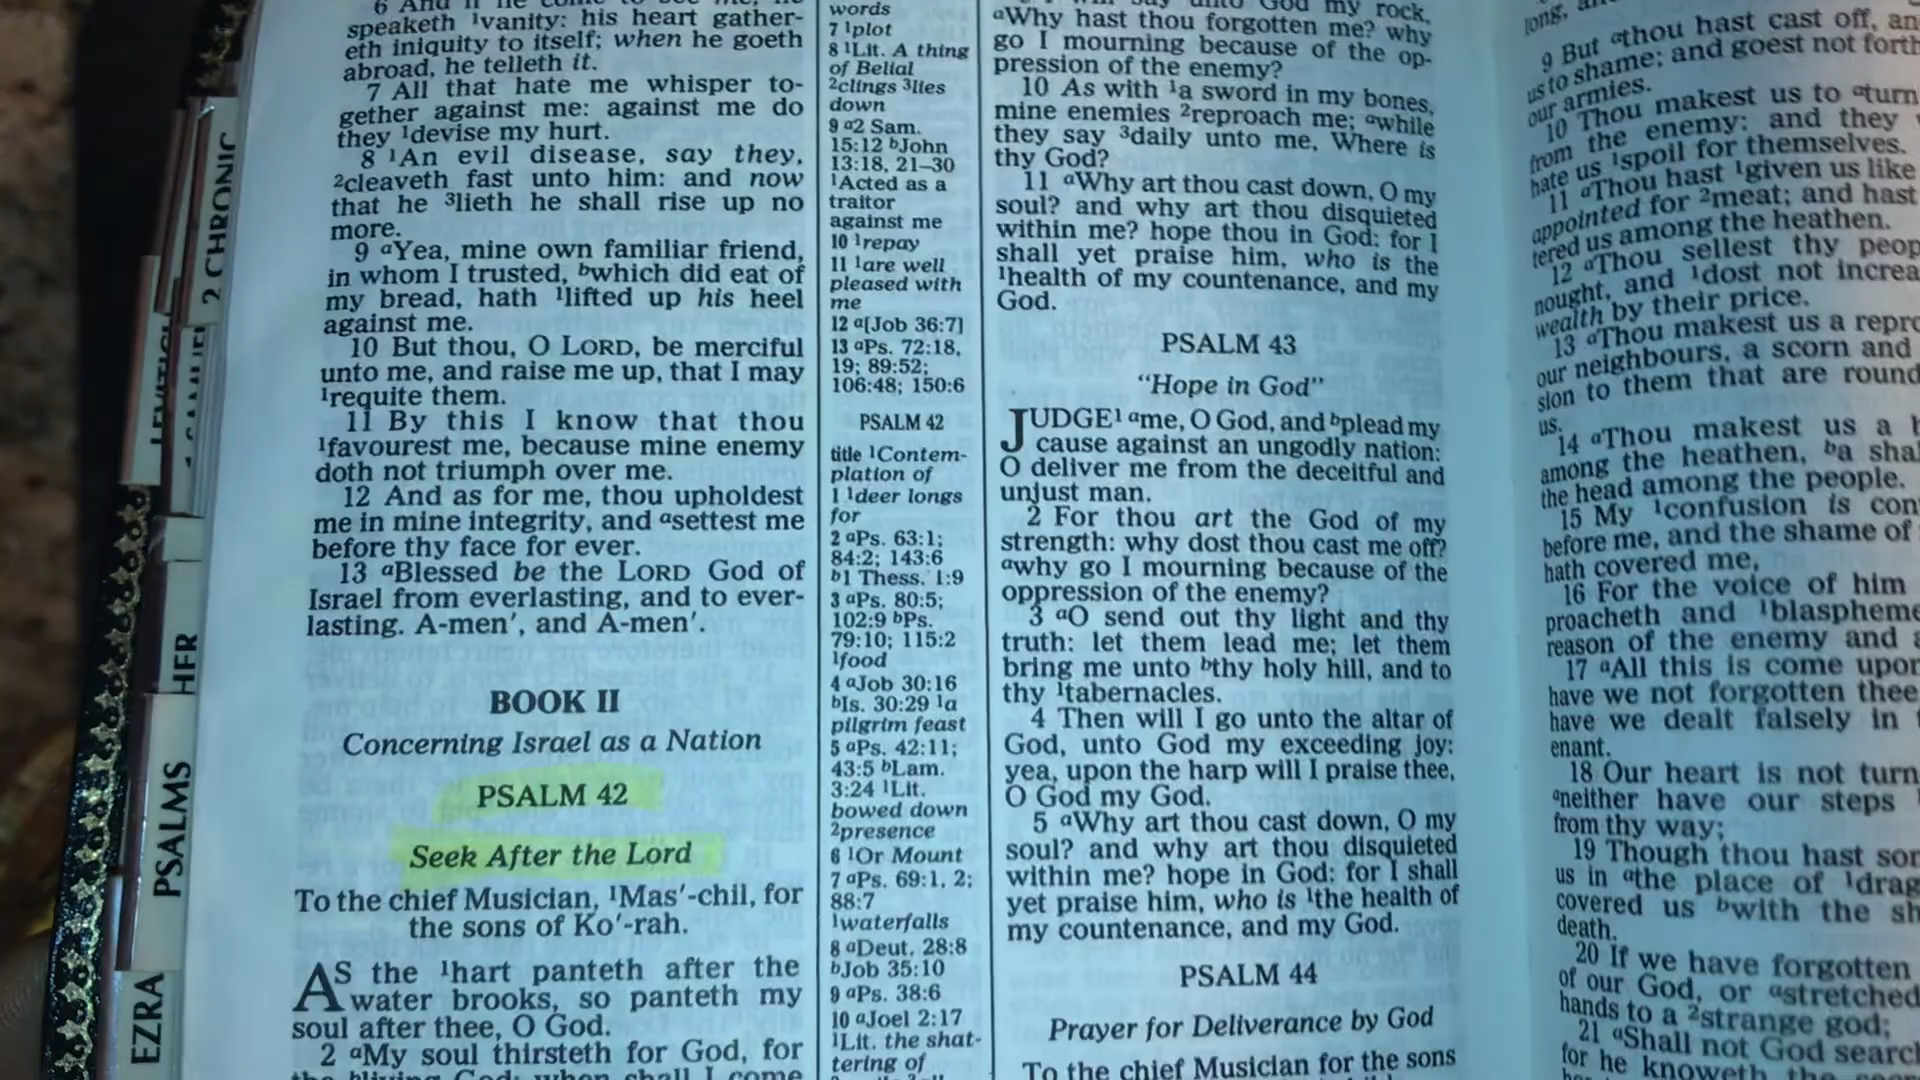 speaketh ¹vanity: his heart gather-
eth iniquity to itself; when he goeth
abroad, he telleth it.
7 All that hate me whisper to-
gether against me: against me do
they ¹devise my hurt.
8 ¹An evil disease, say they,
²cleaveth fast unto him: and now
that he ³lieth he shall rise up no
more.
9 ᵃYea, mine own familiar friend,
in whom I trusted, ᵇwhich did eat of
my bread, hath ¹lifted up his heel
against me.
10 But thou, O LORD, be merciful
unto me, and raise me up, that I may
¹requite them.
11 By this I know that thou
¹favourest me, because mine enemy
doth not triumph over me.
12 And as for me, thou upholdest
me in mine integrity, and ᵃsettest me
before thy face for ever.
13 ᵃBlessed be the LORD God of
Israel from everlasting, and to ever-
lasting. A-men′, and A-men′.
BOOK II
Concerning Israel as a Nation
PSALM 42
Seek After the Lord
To the chief Musician, ¹Mas′-chil, for
the sons of Ko′-rah.
AS the ¹hart panteth after the
water brooks, so panteth my
soul after thee, O God.
2 ᵃMy soul thirsteth for God, for
words
7 ¹plot
8 ¹Lit. A thing
of Belial
²clings ³lies
down
9 ᵃ2 Sam.
15:12 ᵇJohn
13:18, 21–30
¹Acted as a
traitor
against me
10 ¹repay
11 ¹are well
pleased with
me
12 ᵃ[Job 36:7]
13 ᵃPs. 72:18,
19; 89:52;
106:48; 150:6
PSALM 42
title ¹Contem-
plation of
1 ¹deer longs
for
2 ᵃPs. 63:1;
84:2; 143:6
ᵇ1 Thess. 1:9
3 ᵃPs. 80:5;
102:9 ᵇPs.
79:10; 115:2
¹food
4 ᵃJob 30:16
ᵇIs. 30:29 ¹a
pilgrim feast
5 ᵃPs. 42:11;
43:5 ᵇLam.
3:24 ¹Lit.
bowed down
²presence
6 ¹Or Mount
7 ᵃPs. 69:1, 2;
88:7
¹waterfalls
8 ᵃDeut. 28:8
ᵇJob 35:10
9 ᵃPs. 38:6
10 ᵃJoel 2:17
¹Lit. the shat-
tering of
God my rock,
ᵃWhy hast thou forgotten me? why
go I mourning because of the op-
pression of the enemy?
10 As with ¹a sword in my bones,
mine enemies ²reproach me; ᵃwhile
they say ³daily unto me, Where is
thy God?
11 ᵃWhy art thou cast down, O my
soul? and why art thou disquieted
within me? hope thou in God: for I
shall yet praise him, who is the
¹health of my countenance, and my
God.
PSALM 43
“Hope in God”
JUDGE¹ ᵃme, O God, and ᵇplead my
cause against an ungodly nation:
O deliver me from the deceitful and
unjust man.
2 For thou art the God of my
strength: why dost thou cast me off?
ᵃwhy go I mourning because of the
oppression of the enemy?
3 ᵃO send out thy light and thy
truth: let them lead me; let them
bring me unto ᵇthy holy hill, and to
thy ¹tabernacles.
4 Then will I go unto the altar of
God, unto God my exceeding joy:
yea, upon the harp will I praise thee,
O God my God.
5 ᵃWhy art thou cast down, O my
soul? and why art thou disquieted
within me? hope in God: for I shall
yet praise him, who is ¹the health of
my countenance, and my God.
PSALM 44
Prayer for Deliverance by God
To the chief Musician for the sons
long,
9 But ᵃthou hast cast off,
us to shame; and goest not forth
our armies.
10 Thou makest us to ᵃturn
from the enemy: and they
hate us ¹spoil for themselves.
11 ᵃThou hast ¹given us like
appointed for ²meat; and hast
tered us among the heathen.
12 ᵃThou sellest thy
nought, and ¹dost not
wealth by their price.
13 ᵃThou makest us a
our neighbours, a scorn and
sion to them that are round
us.
14 ᵃThou makest us a
among the heathen, ᵇa
the head among the people.
15 My ¹confusion is
before me, and the shame of
hath covered me,
16 For the voice of him
proacheth and
reason of the enemy and
17 ᵃAll this is come upon
have we not forgotten thee
have we dealt falsely in
enant.
18 Our heart is not
ᵃneither have our steps
from thy way;
19 Though thou hast
us in ᵃthe place of
covered us ᵇwith the
death.
20 If we have forgotten
of our God, or ᵃstretched
hands to a ²strange god;
21 ᵃShall not God search
for he knoweth the
2 CHRONIC
HER
PSALMS
EZRA